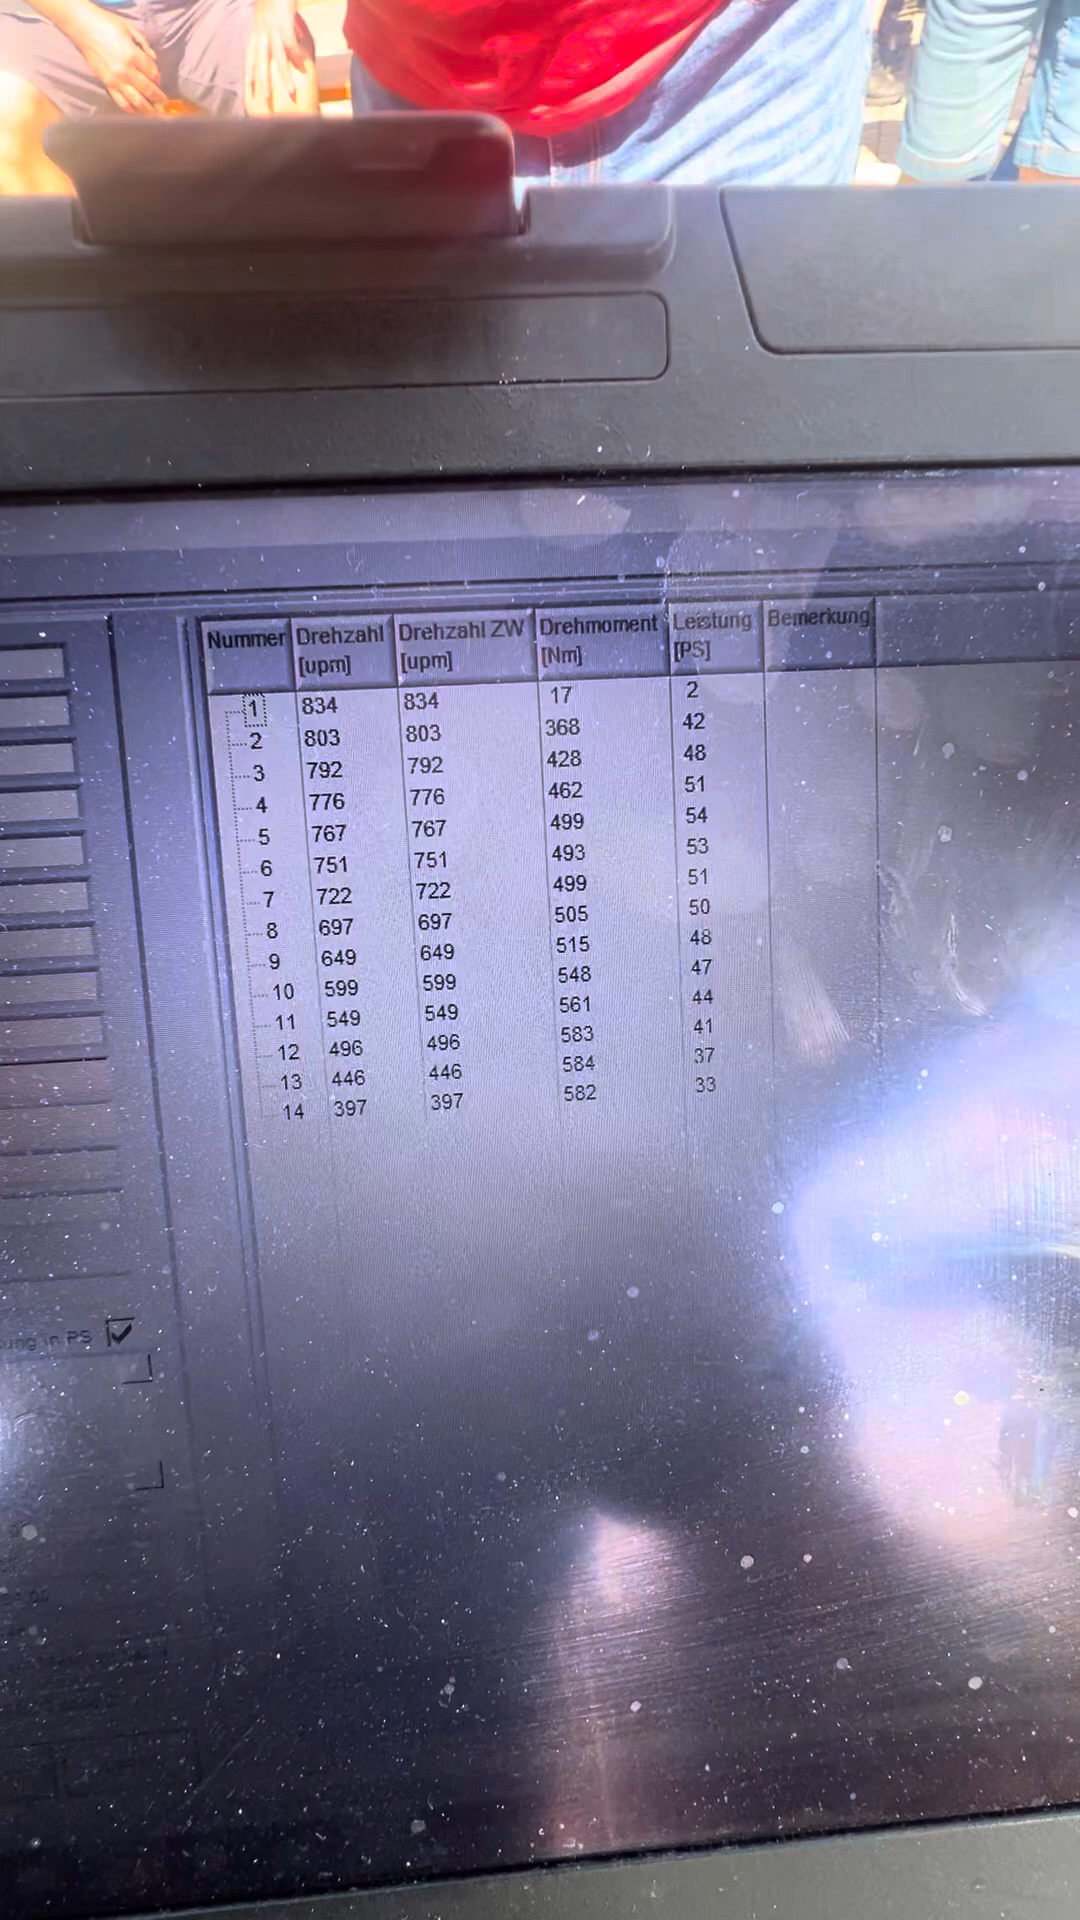 Nummer Drehzahl [upm] Drehzahl ZW [upm] Drehmoment [Nm] Leistung [PS] Bemerkung
1 834 834 17 2
2 803 803 368 42
3 792 792 428 48
4 776 776 462 51
5 767 767 499 54
6 751 751 493 53
7 722 722 499 51
8 697 697 505 50
9 649 649 515 48
10 599 599 548 47
11 549 549 561 44
12 496 496 583 41
13 446 446 584 37
14 397 397 582 33
ung in PS